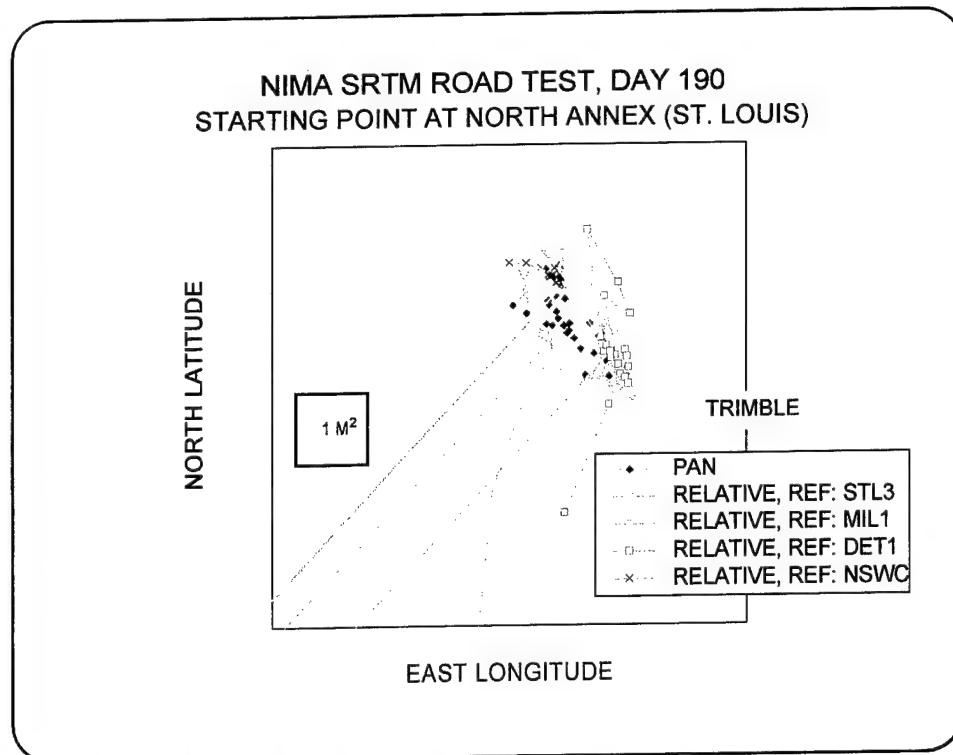 NIMA SRTM ROAD TEST, DAY 190
STARTING POINT AT NORTH ANNEX (ST. LOUIS)
NORTH LATITUDE
1 M²
TRIMBLE
PAN
RELATIVE, REF: STL3
RELATIVE, REF: MIL1
RELATIVE, REF: DET1
RELATIVE, REF: NSWC
EAST LONGITUDE